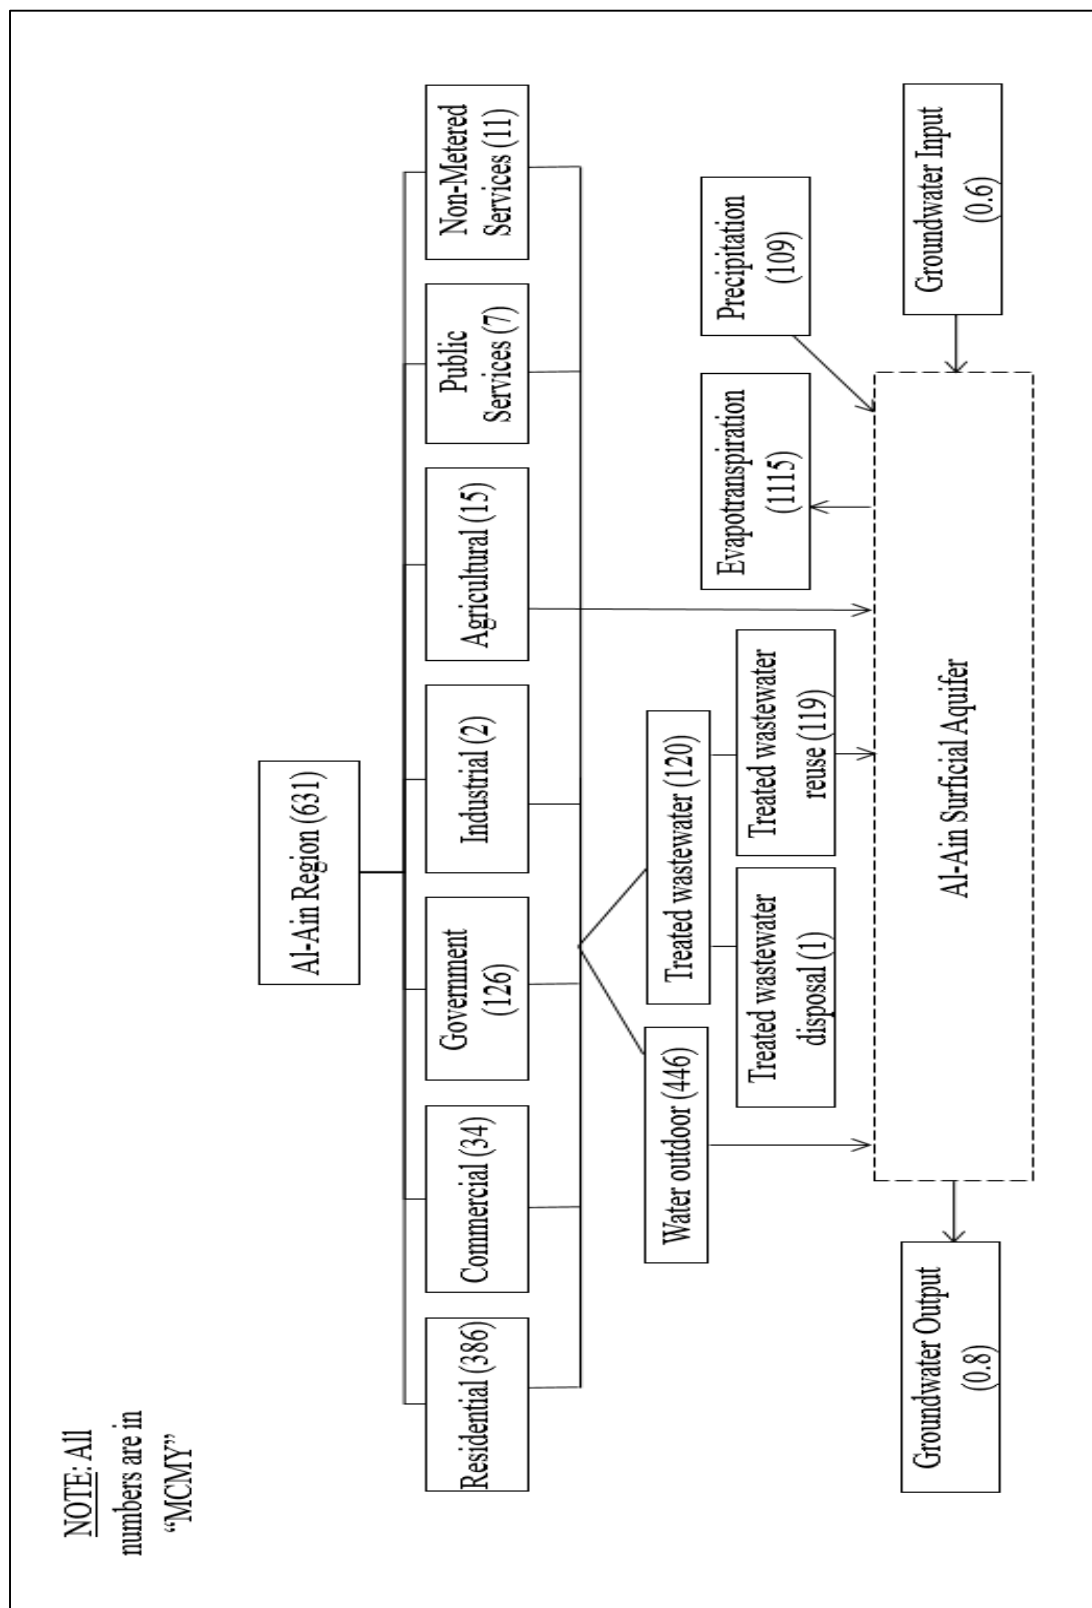 NOTE: All
numbers are in
“MCMY”
Al-Ain Region (631)
Residential (386)
Commercial (34)
Government
(126)
Industrial (2)
Agricultural (15)
Public
Services (7)
Non-Metered
Services (11)
Water outdoor (446)
Treated wastewater (120)
Treated wastewater
disposal (1)
Treated wastewater
reuse (119)
Evapotranspiration
(1115)
Precipitation
(109)
Groundwater Output
(0.8)
Al-Ain Surficial Aquifer
Groundwater Input
(0.6)